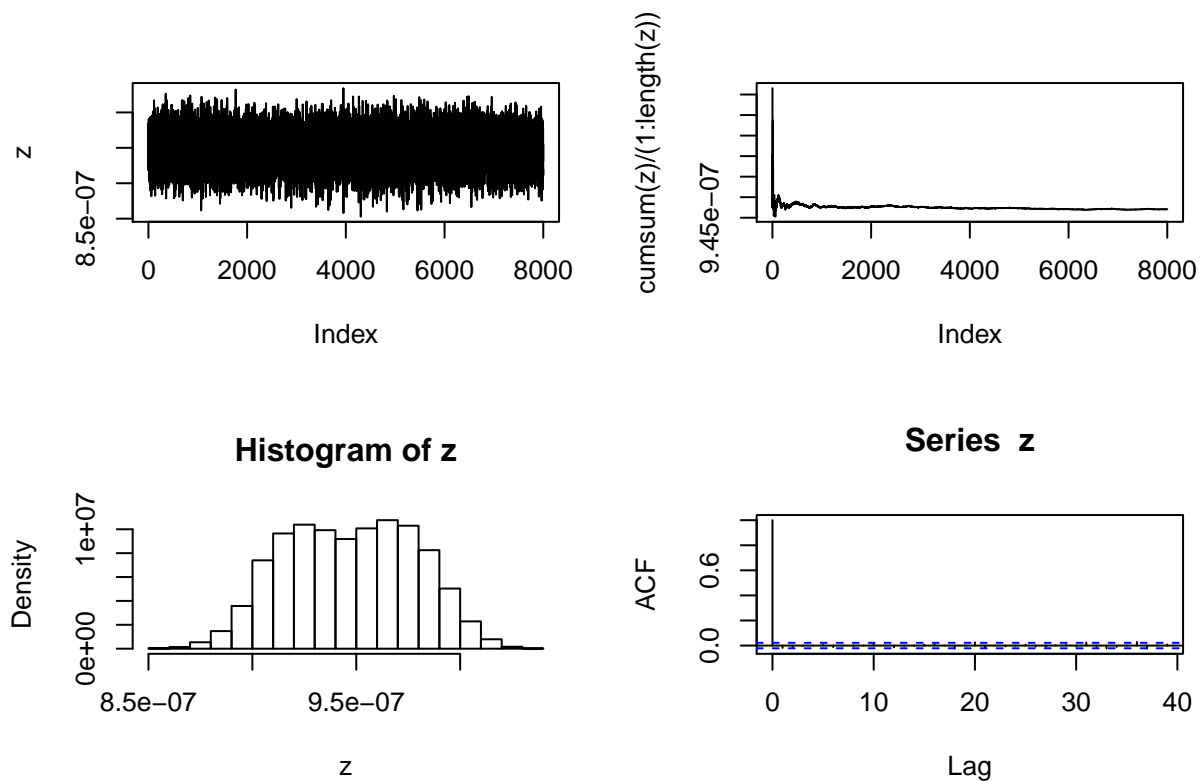 z
8.5e−07
0 2000 4000 6000 8000
Index
cumsum(z)/(1:length(z))
9.45e−07
0 2000 4000 6000 8000
Index
Histogram of z
Density
0e+00 1e+07
8.5e−07 9.5e−07
z
Series z
ACF
0.0 0.6
0 10 20 30 40
Lag